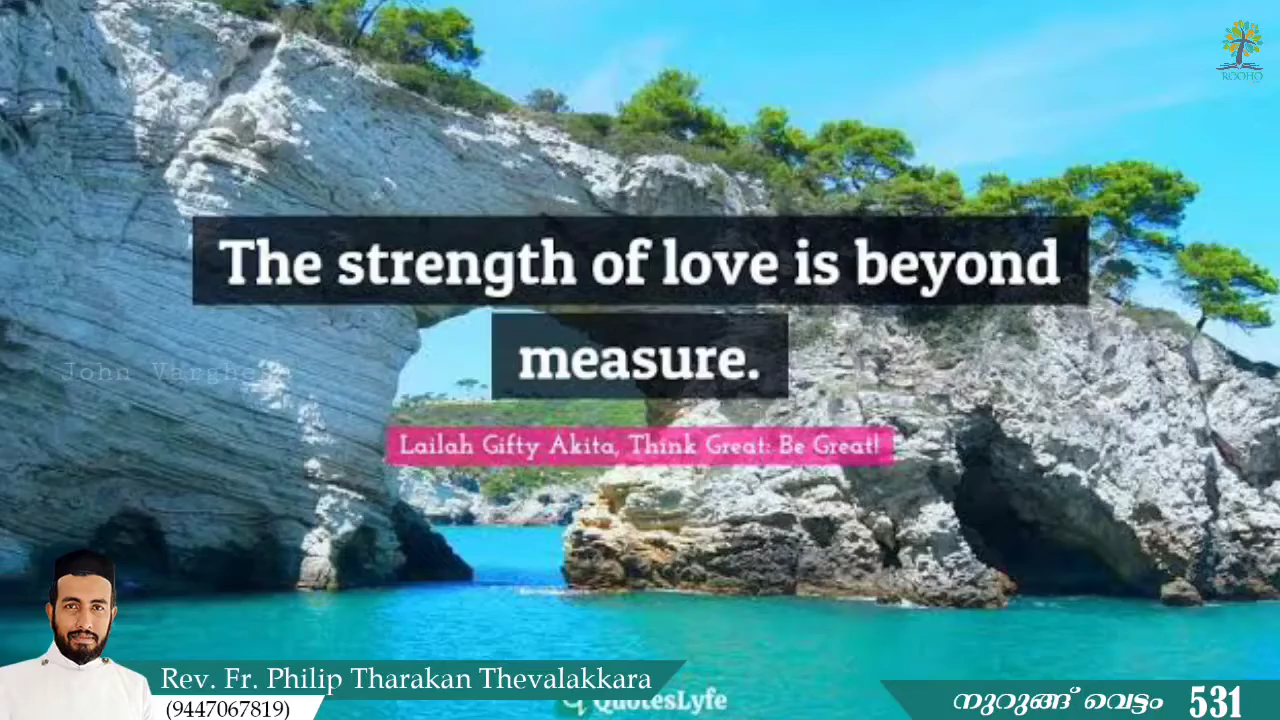 ROOHO
The strength of love is beyond
measure.
Lailah Gifty Akita, Think Great: Be Great!
Rev. Fr. Philip Tharakan Thevalakkara
(9447067819)
QuotesLyfe
നുറുങ്ങ് വെട്ടം 531